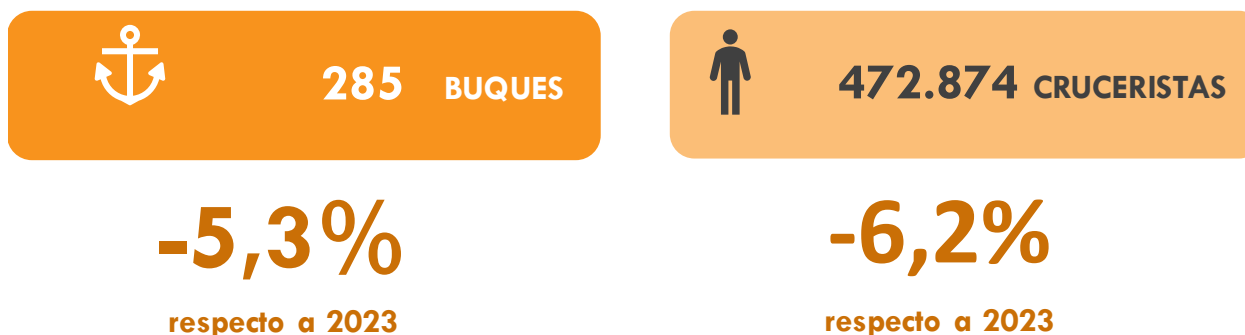 285 BUQUES
472.874 CRUCERISTAS
-5,3%
-6,2%
respecto a 2023
respecto a 2023